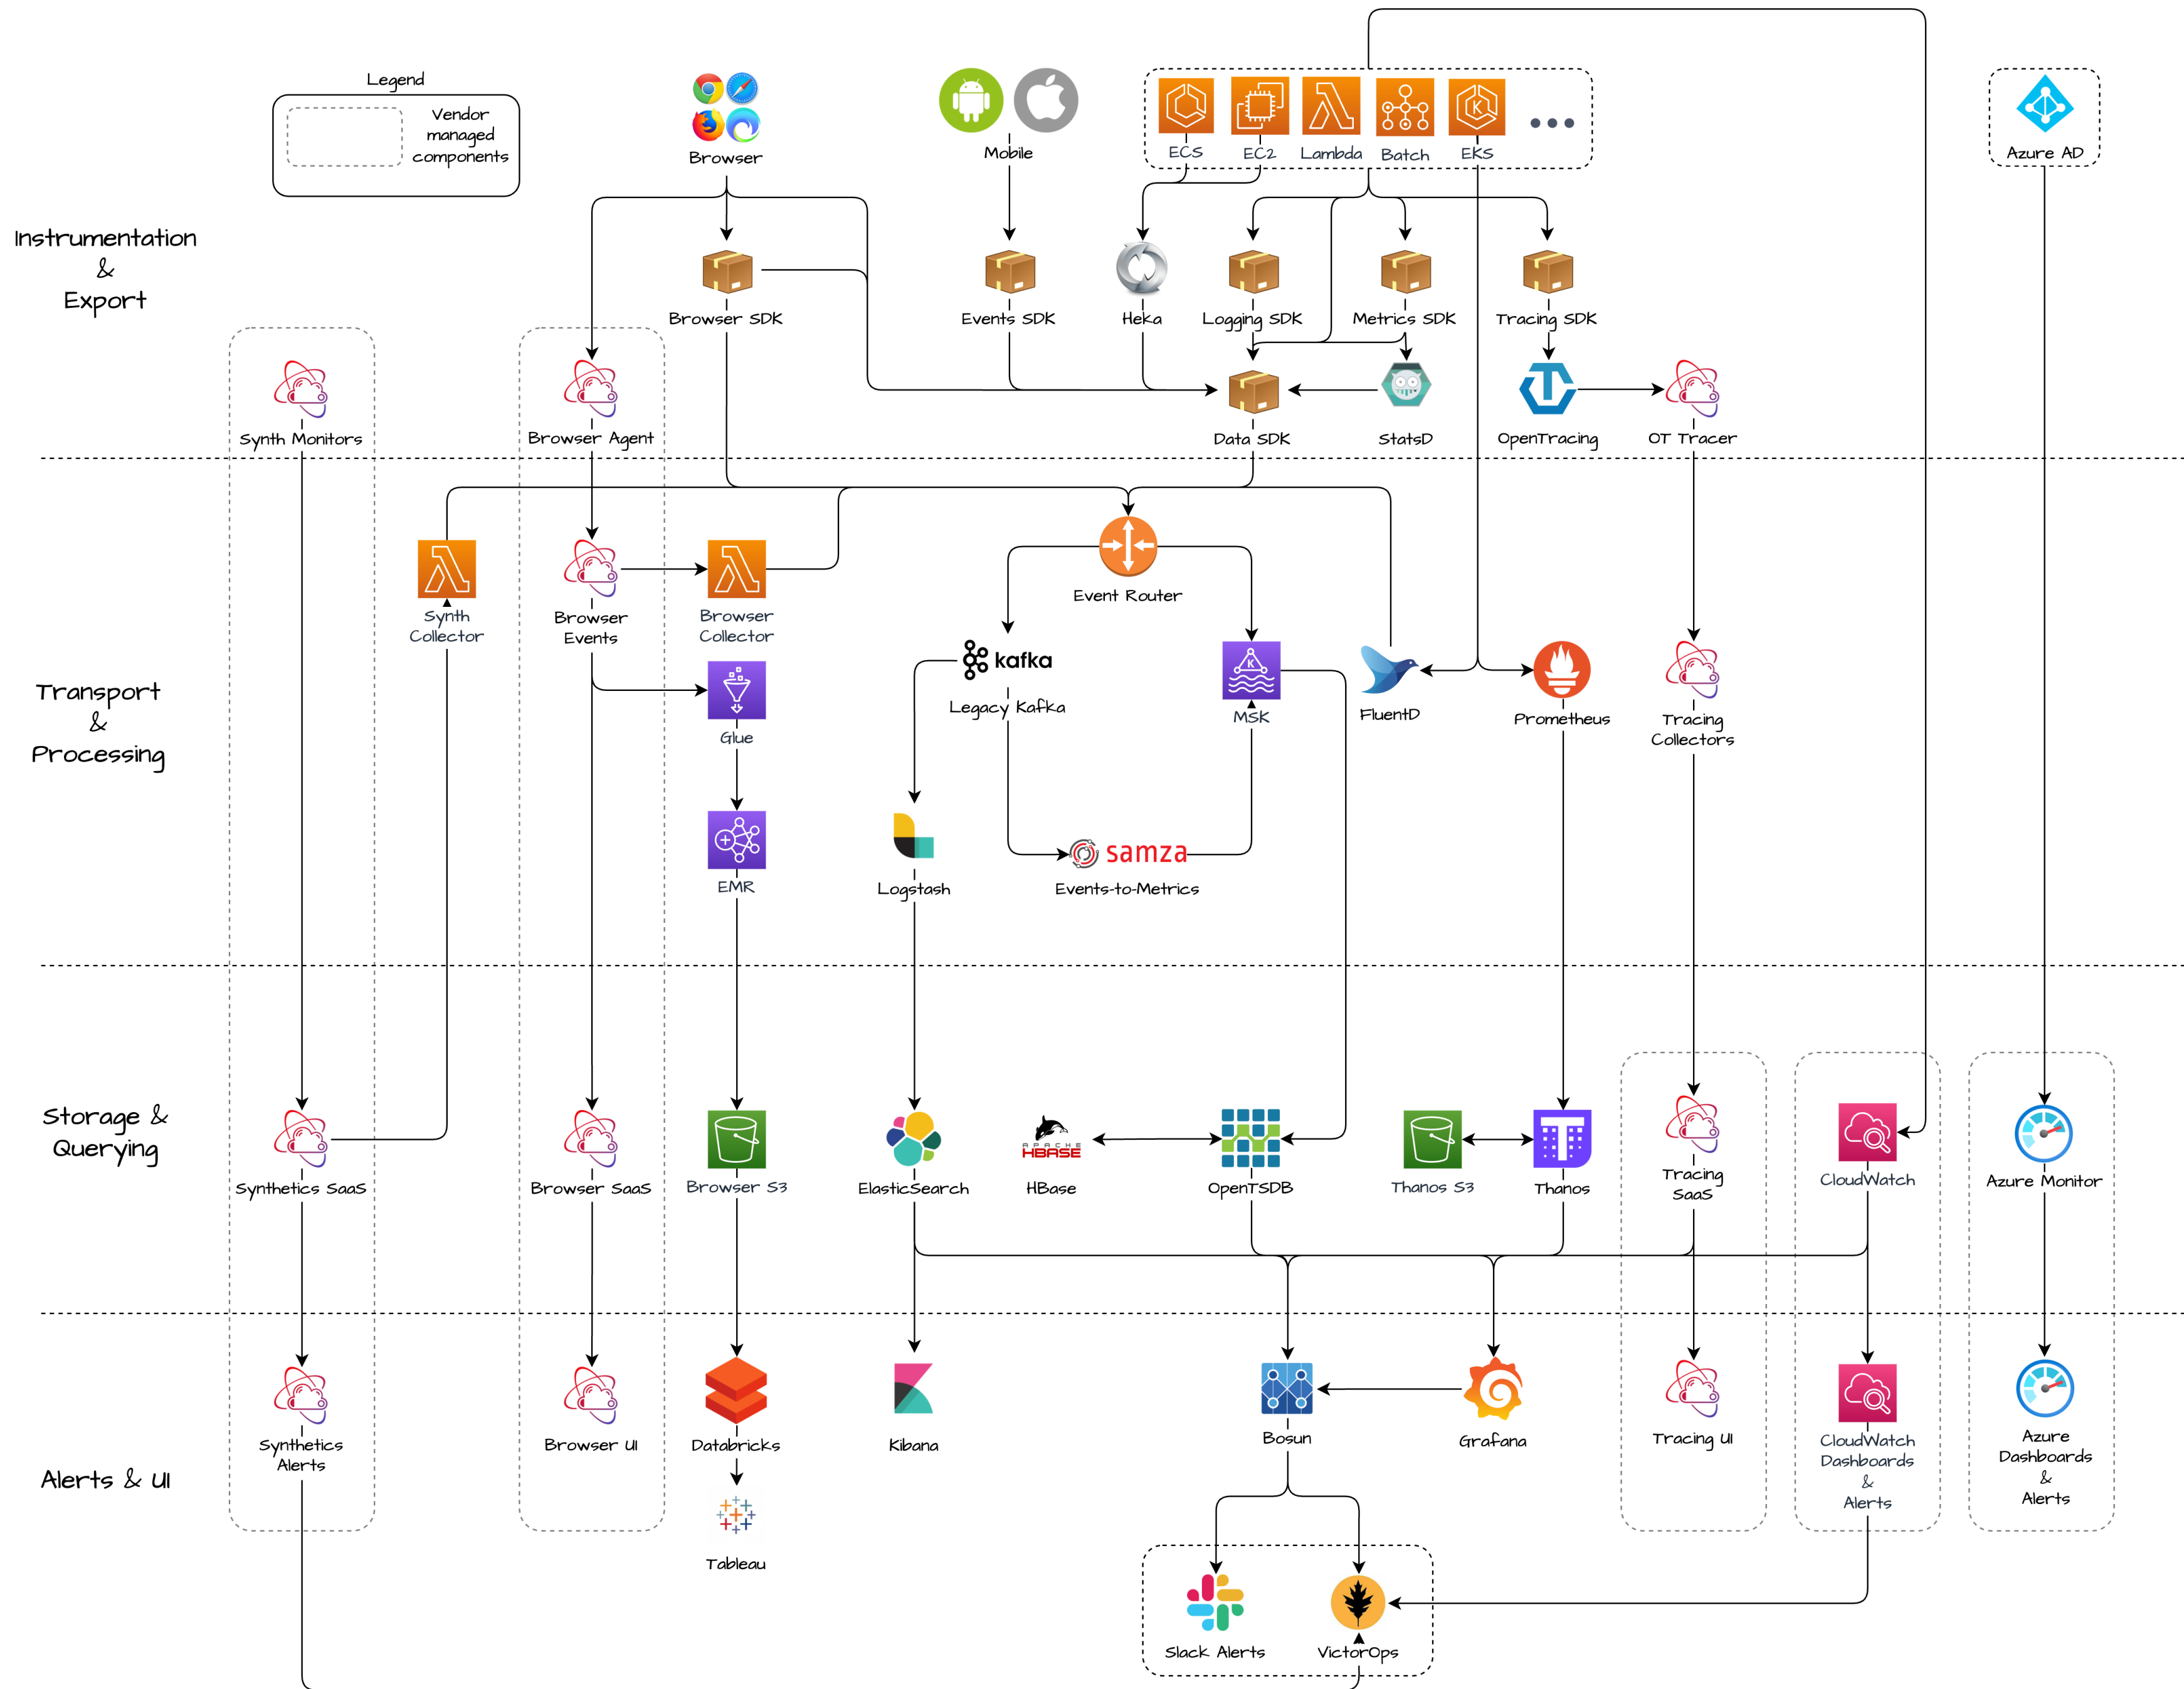 Legend
Vendor
managed
components
Browser
Mobile
ECS
EC2
Lambda
Batch
EKS
K
Azure AD
Instrumentation
&
Export
Browser SDK
Events SDK
Heka
Logging SDK
Metrics SDK
Tracing SDK
Synth Monitors
Browser Agent
Data SDK
StatsD
OpenTracing
OT Tracer
Synth
Collector
Browser
Events
Browser
Collector
Event Router
Transport
&
Processing
Glue
kafka
Legacy Kafka
K
MSK
FluentD
Prometheus
Tracing
Collectors
EMR
Logstash
samza
Events-to-Metrics
Storage &
Querying
Synthetics SaaS
Browser SaaS
Browser S3
ElasticSearch
APACHE
HBASE
HBase
OpenTSDB
Thanos S3
Thanos
Tracing
SaaS
CloudWatch
Azure Monitor
Alerts & UI
Synthetics
Alerts
Browser UI
Databricks
Kibana
Bosun
Grafana
Tracing UI
CloudWatch
Dashboards
&
Alerts
Azure
Dashboards
&
Alerts
Tableau
Slack Alerts
VictorOps